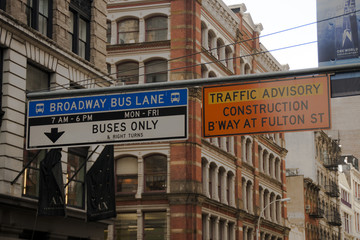 BROADWAY BUS LANE
7 AM - 6 PM MON - FRI
BUSES ONLY
& RIGHT TURNS
TRAFFIC ADVISORY
CONSTRUCTION
B'WAY AT FULTON ST